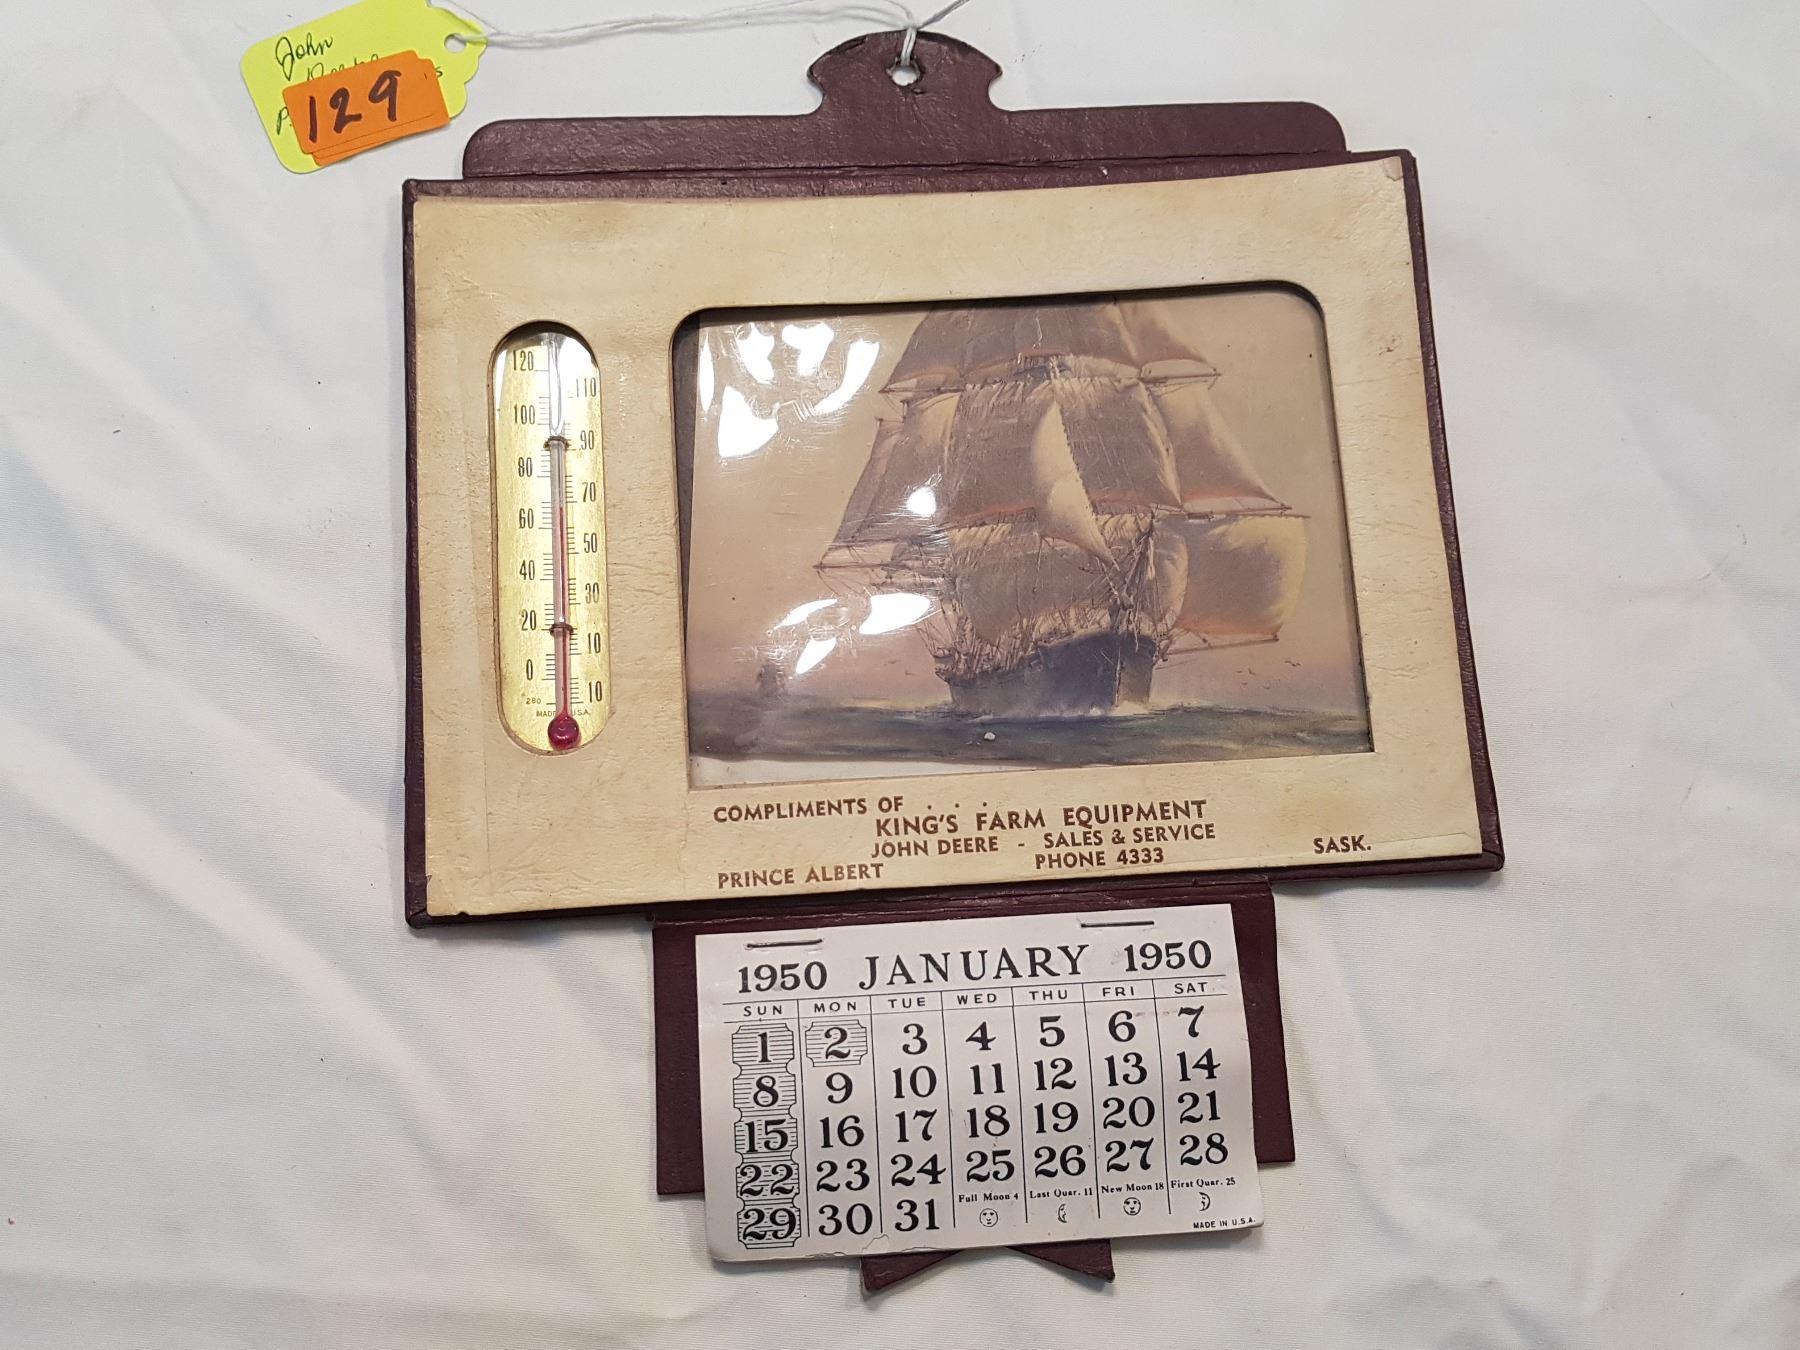 John
129
120
110
100
90
80
70
60
50
40
30
20
10
0
10
280
MADE U.S.A.
COMPLIMENTS OF . . .
KING'S FARM EQUIPMENT
JOHN DEERE - SALES & SERVICE
PRINCE ALBERT PHONE 4333 SASK.
1950 JANUARY 1950
SUN MON TUE WED THU FRI SAT
1 2 3 4 5 6 7
8 9 10 11 12 13 14
15 16 17 18 19 20 21
22 23 24 25 26 27 28
29 30 31 Full Moon 4 Last Quar. 11 New Moon 18 First Quar. 25
MADE IN U.S.A.